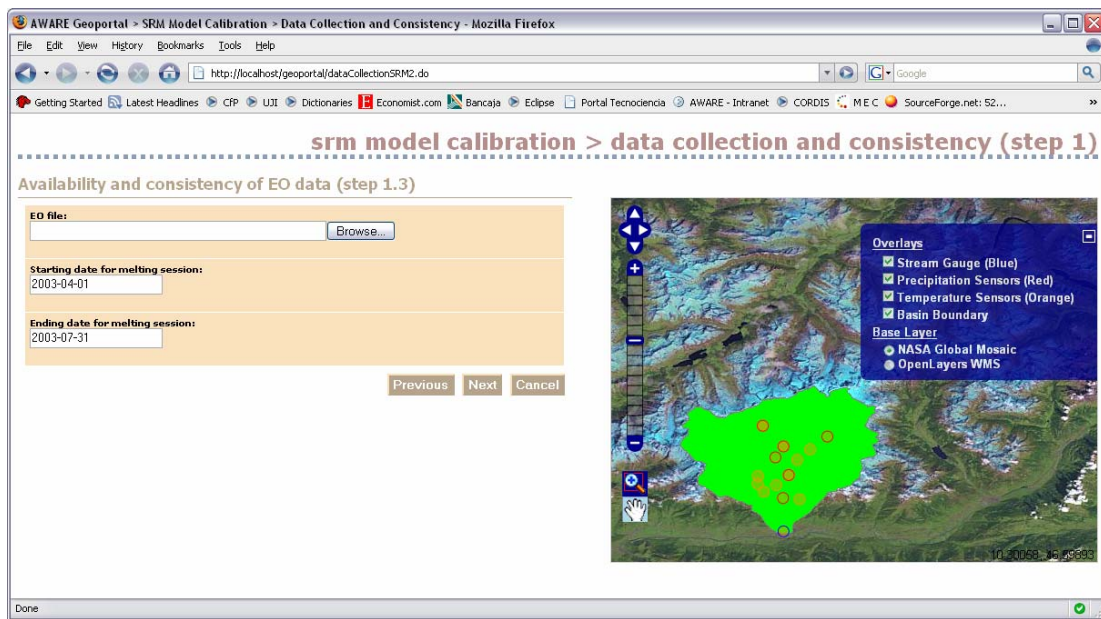 AWARE Geoportal > SRM Model Calibration > Data Collection and Consistency - Mozilla Firefox
File Edit View History Bookmarks Tools Help
http://localhost/geoportal/dataCollectionSRM2.do
G Google
Getting Started Latest Headlines CfP UJI Dictionaries Economist.com Bancaja Eclipse Portal Tecnociencia AWARE - Intranet CORDIS M E C SourceForge.net: 52... »
srm model calibration > data collection and consistency (step 1)
Availability and consistency of EO data (step 1.3)
EO file:
Browse...
Starting date for melting session:
2003-04-01
Ending date for melting session:
2003-07-31
Previous Next Cancel
Overlays
Stream Gauge (Blue)
Precipitation Sensors (Red)
Temperature Sensors (Orange)
Basin Boundary
Base Layer
NASA Global Mosaic
OpenLayers WMS
Done